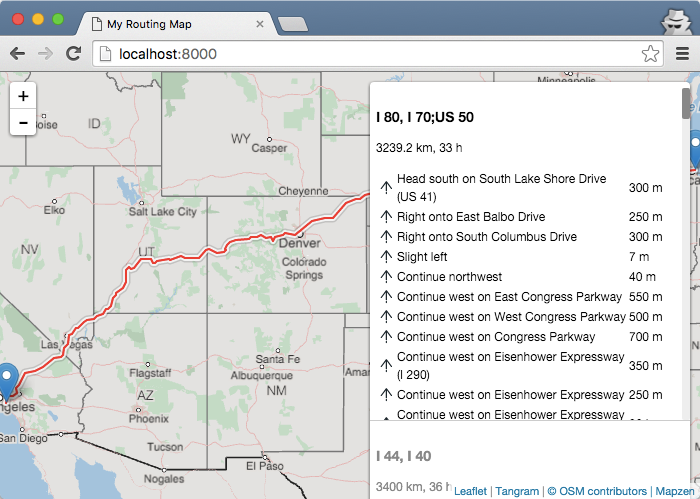 My Routing Map
localhost:8000
+
−
Minneapolis
Boise
ID
WY
Casper
I 80, I 70;US 50
3239.2 km, 33 h
Head south on South Lake Shore Drive
(US 41)
300 m
Right onto East Balbo Drive
250 m
Right onto South Columbus Drive
300 m
Slight left
7 m
Continue northwest
40 m
Continue west on East Congress Parkway
550 m
Continue west on West Congress Parkway
500 m
Continue west on Congress Parkway
700 m
Continue west on Eisenhower Expressway
(I 290)
350 m
Continue west on Eisenhower Expressway
250 m
Continue west on Eisenhower Expressway
Cheyenne
Elko
Salt Lake City
NV
UT
Denver
Colorado
Springs
Las Vegas
Santa Fe
Flagstaff
Albuquerque
AZ
NM
Phoenix
San Diego
Tucson
El Paso
Nogales
I 44, I 40
3400 km, 36 h
Leaflet | Tangram | © OSM contributors | Mapzen